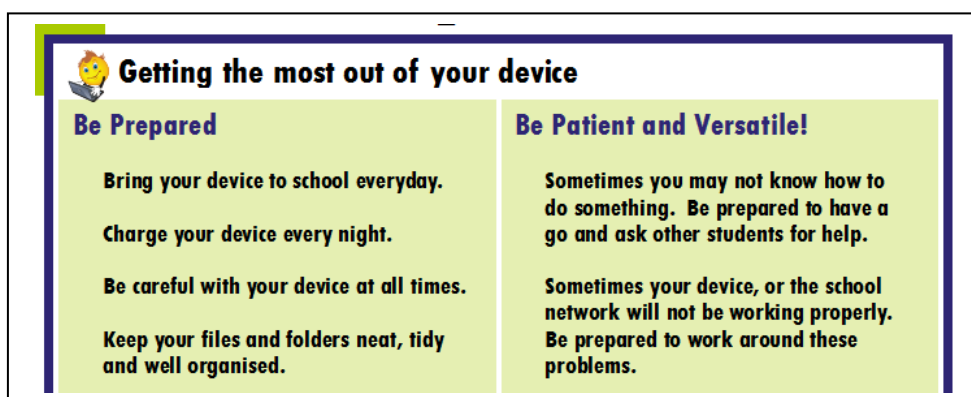 Getting the most out of your device
Be Prepared
Bring your device to school everyday.
Charge your device every night.
Be careful with your device at all times.
Keep your files and folders neat, tidy
and well organised.
Be Patient and Versatile!
Sometimes you may not know how to
do something.  Be prepared to have a
go and ask other students for help.
Sometimes your device, or the school
network will not be working properly.
Be prepared to work around these
problems.